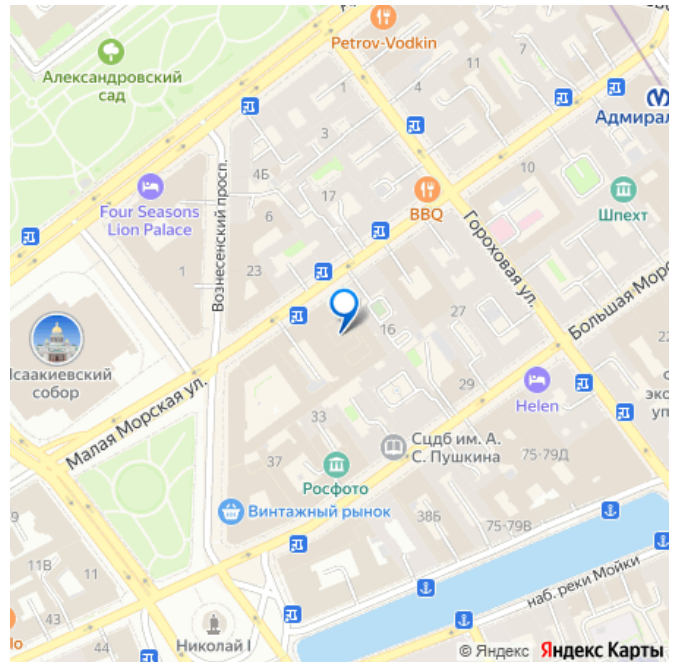 Petrov-Vodkin
11
7
Александровский
сад
1
4
Адмирал
3
4Б
10
17
Four Seasons
Lion Palace
6
BBQ
Шпехт
Вознесенский просп.
Гороховая ул.
1
23
27
16
Большая Морс
Исаакиевский
собор
29
Малая Морская ул.
Helen
33
Сцдб им. А.
С. Пушкина
75-79Д
37
Росфото
Винтажный рынок
38Б
75-79В
11В
11
наб. реки Мойки
43
44
Николай I
© Яндекс Яндекс Карты